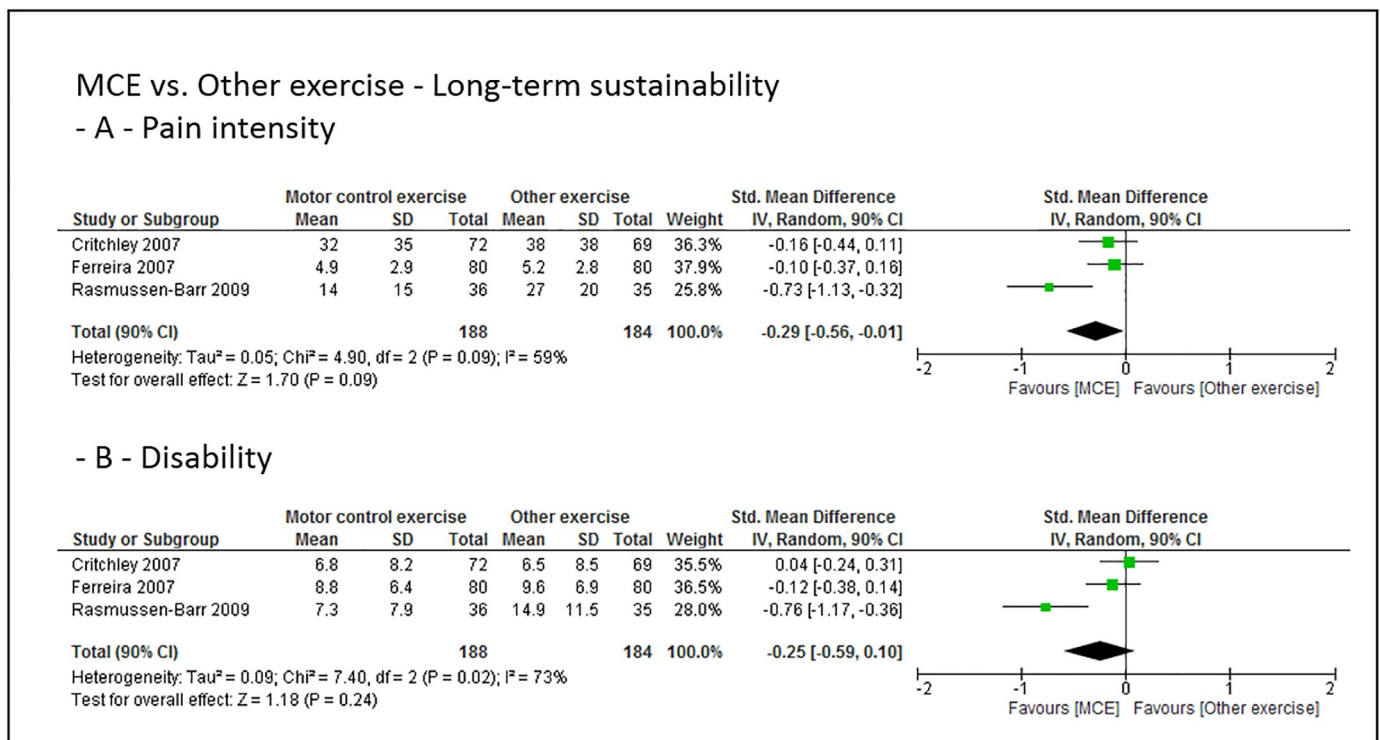 MCE vs. Other exercise - Long-term sustainability
- A - Pain intensity
Motor control exercise Other exercise Std. Mean Difference Std. Mean Difference
Study or Subgroup Mean SD Total Mean SD Total Weight IV, Random, 90% CI IV, Random, 90% CI
Critchley 2007 32 35 72 38 38 69 36.3% -0.16 [-0.44, 0.11]
Ferreira 2007 4.9 2.9 80 5.2 2.8 80 37.9% -0.10 [-0.37, 0.16]
Rasmussen-Barr 2009 14 15 36 27 20 35 25.8% -0.73 [-1.13, -0.32]
Total (90% CI) 188 184 100.0% -0.29 [-0.56, -0.01]
Heterogeneity: Tau² = 0.05; Chi² = 4.90, df = 2 (P = 0.09); I² = 59%
Test for overall effect: Z = 1.70 (P = 0.09)
-2 -1 0 1 2
Favours [MCE] Favours [Other exercise]
- B - Disability
Motor control exercise Other exercise Std. Mean Difference Std. Mean Difference
Study or Subgroup Mean SD Total Mean SD Total Weight IV, Random, 90% CI IV, Random, 90% CI
Critchley 2007 6.8 8.2 72 6.5 8.5 69 35.5% 0.04 [-0.24, 0.31]
Ferreira 2007 8.8 6.4 80 9.6 6.9 80 36.5% -0.12 [-0.38, 0.14]
Rasmussen-Barr 2009 7.3 7.9 36 14.9 11.5 35 28.0% -0.76 [-1.17, -0.36]
Total (90% CI) 188 184 100.0% -0.25 [-0.59, 0.10]
Heterogeneity: Tau² = 0.09; Chi² = 7.40, df = 2 (P = 0.02); I² = 73%
Test for overall effect: Z = 1.18 (P = 0.24)
-2 -1 0 1 2
Favours [MCE] Favours [Other exercise]